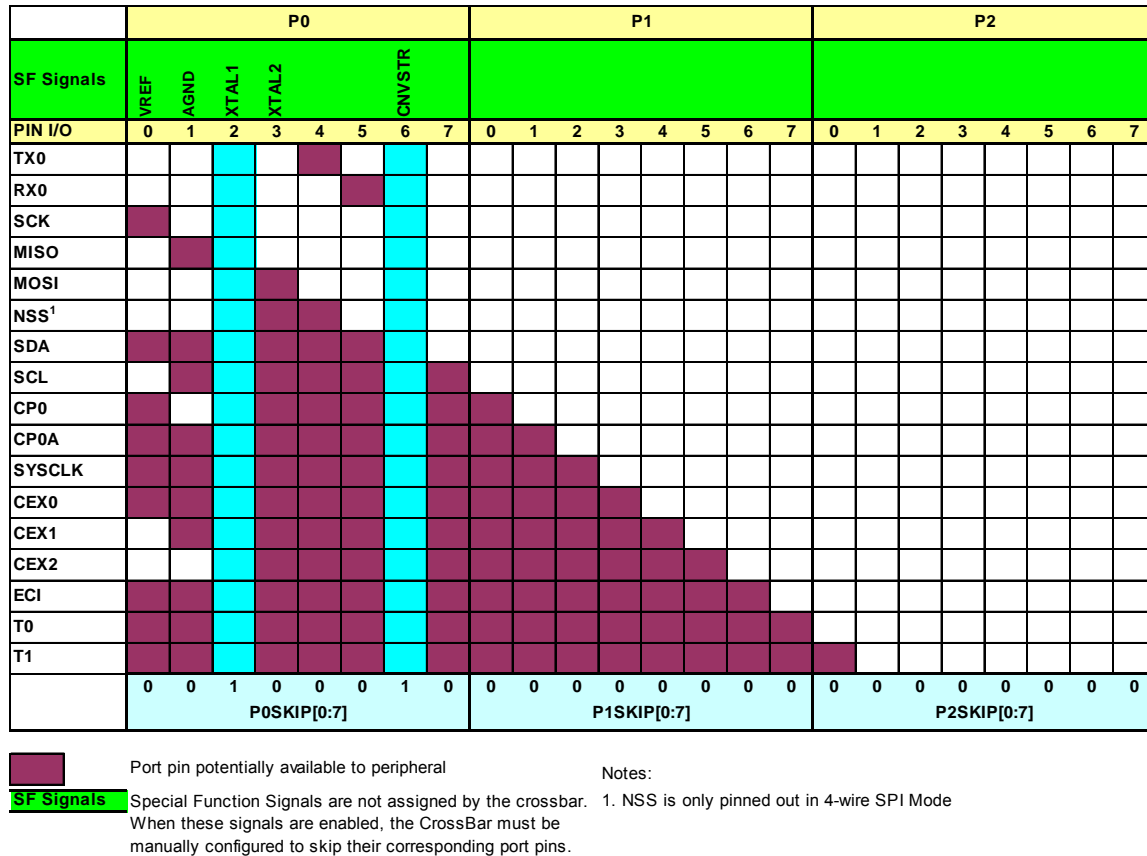 P0 P1 P2
SF Signals VREF AGND XTAL1 XTAL2 CNVSTR
PIN I/O 0 1 2 3 4 5 6 7 0 1 2 3 4 5 6 7 0 1 2 3 4 5 6 7
TX0
RX0
SCK
MISO
MOSI
NSS1
SDA
SCL
CP0
CP0A
SYSCLK
CEX0
CEX1
CEX2
ECI
T0
T1
0 0 1 0 0 0 1 0 0 0 0 0 0 0 0 0 0 0 0 0 0 0 0 0
P0SKIP[0:7] P1SKIP[0:7] P2SKIP[0:7]
Port pin potentially available to peripheral
Notes:
SF Signals Special Function Signals are not assigned by the crossbar.
When these signals are enabled, the CrossBar must be
manually configured to skip their corresponding port pins.
1. NSS is only pinned out in 4-wire SPI Mode